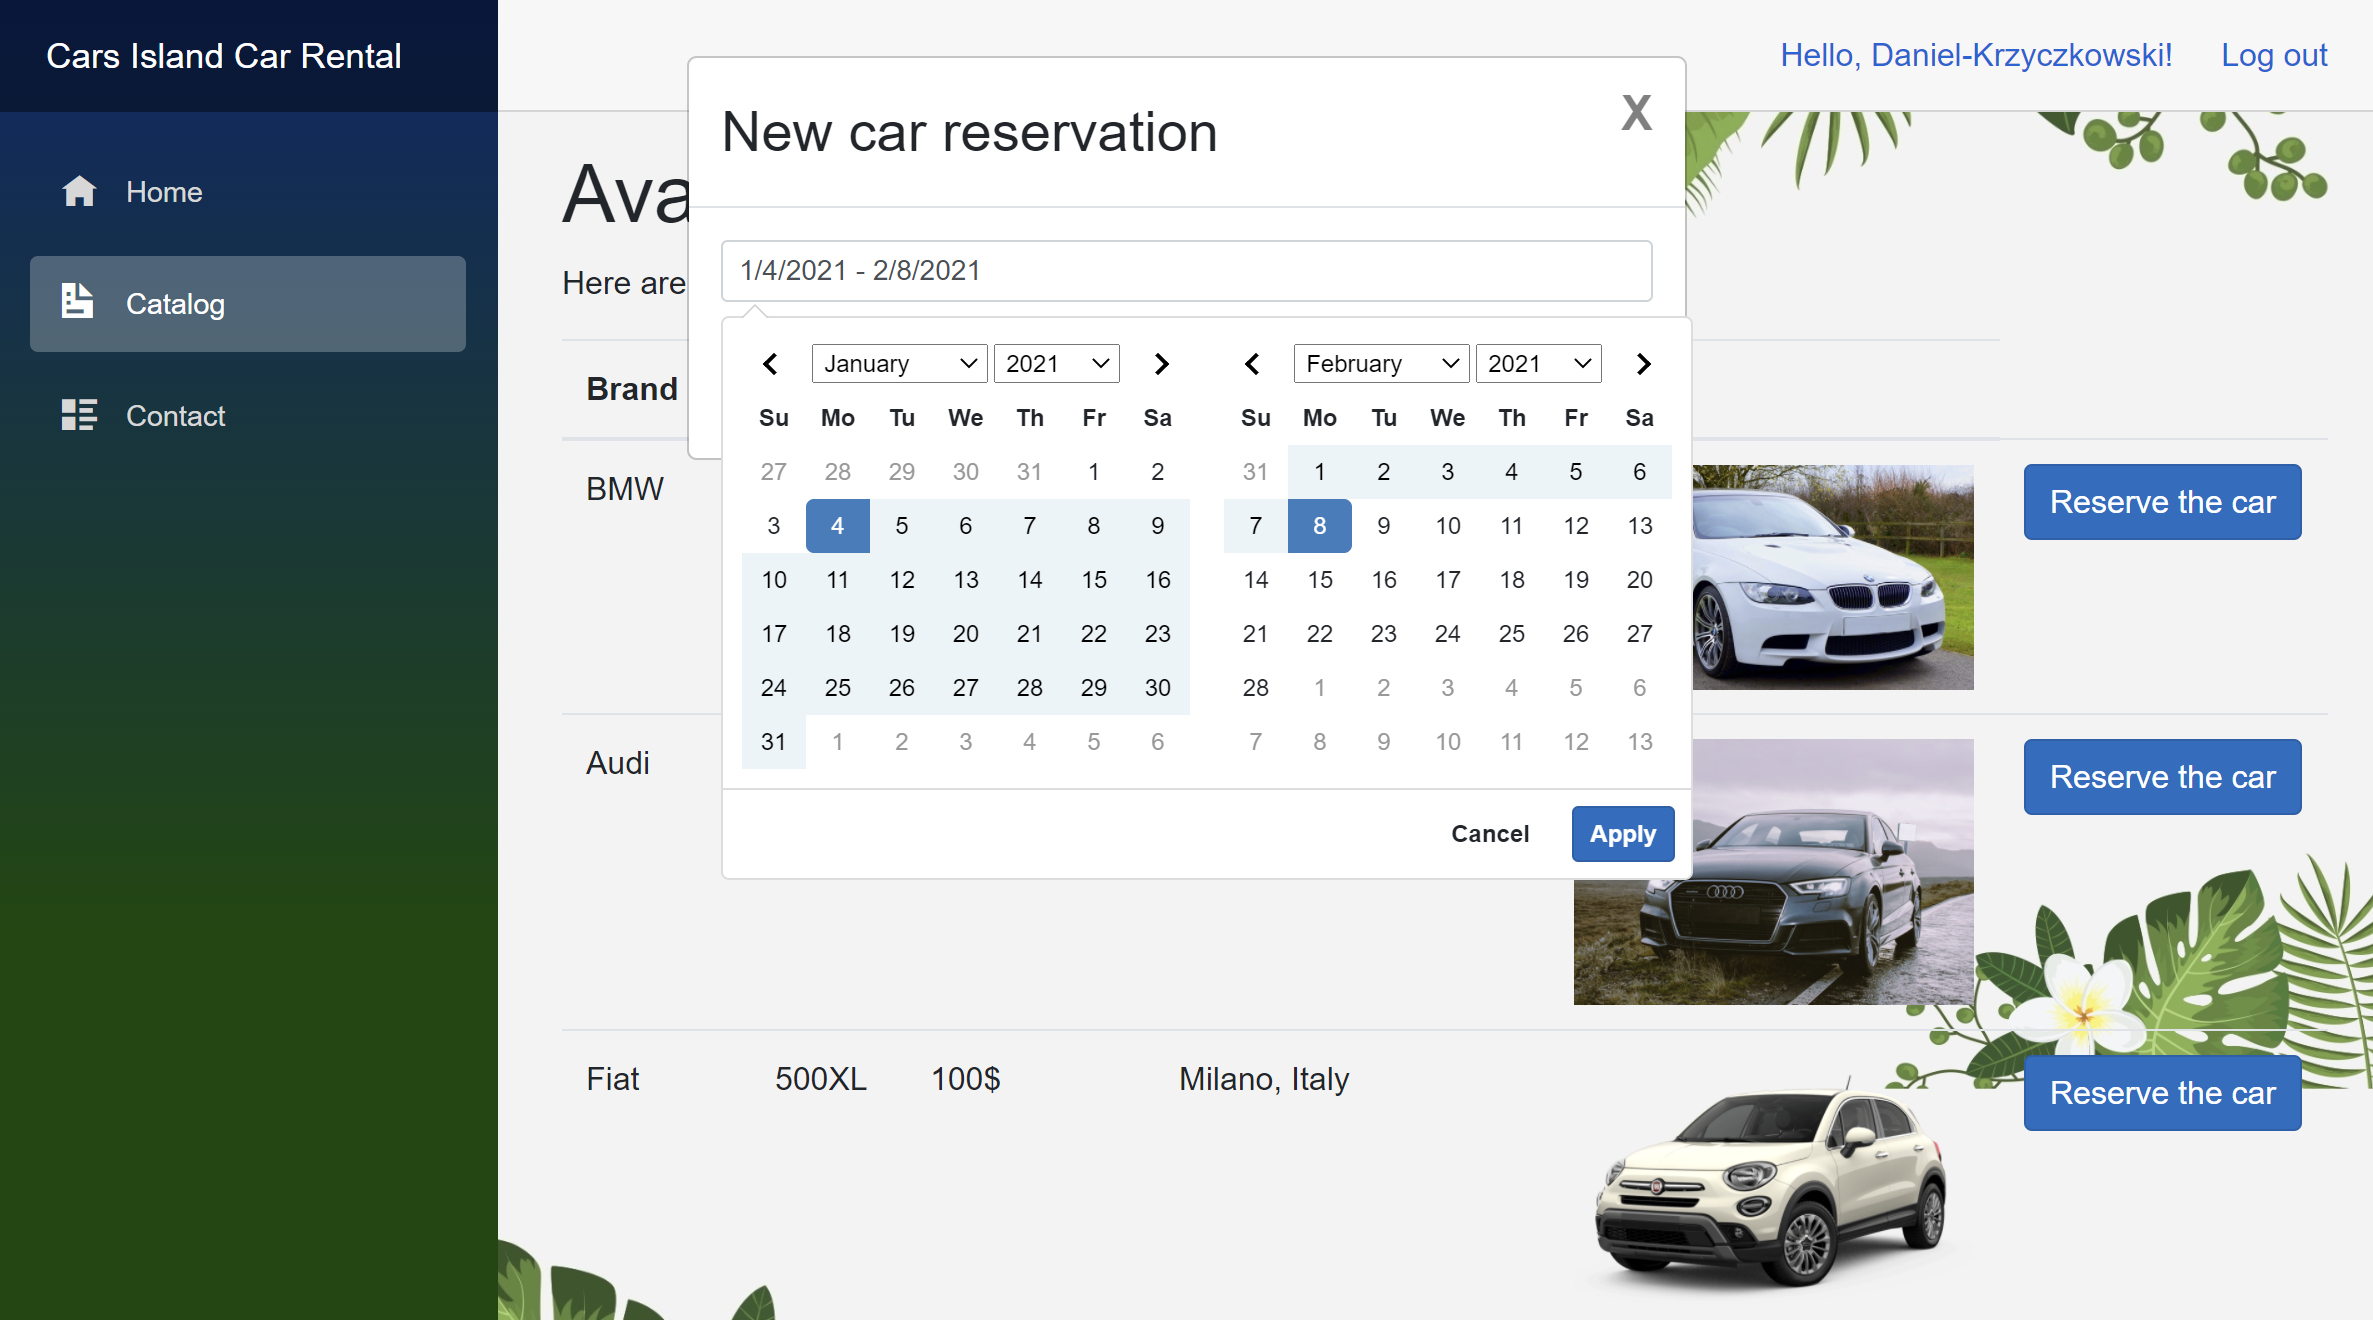 Cars Island Car Rental
Hello, Daniel-Krzyczkowski! Log out
Home
Catalog
Contact
Ava
Here are
New car reservation
X
1/4/2021 - 2/8/2021
January 2021 February 2021
Su Mo Tu We Th Fr Sa Su Mo Tu We Th Fr Sa
27 28 29 30 31 1 2 31 1 2 3 4 5 6
3 4 5 6 7 8 9 7 8 9 10 11 12 13
10 11 12 13 14 15 16 14 15 16 17 18 19 20
17 18 19 20 21 22 23 21 22 23 24 25 26 27
24 25 26 27 28 29 30 28 1 2 3 4 5 6
31 1 2 3 4 5 6 7 8 9 10 11 12 13
Cancel Apply
Brand
BMW Reserve the car
Audi Reserve the car
Fiat 500XL 100$ Milano, Italy Reserve the car